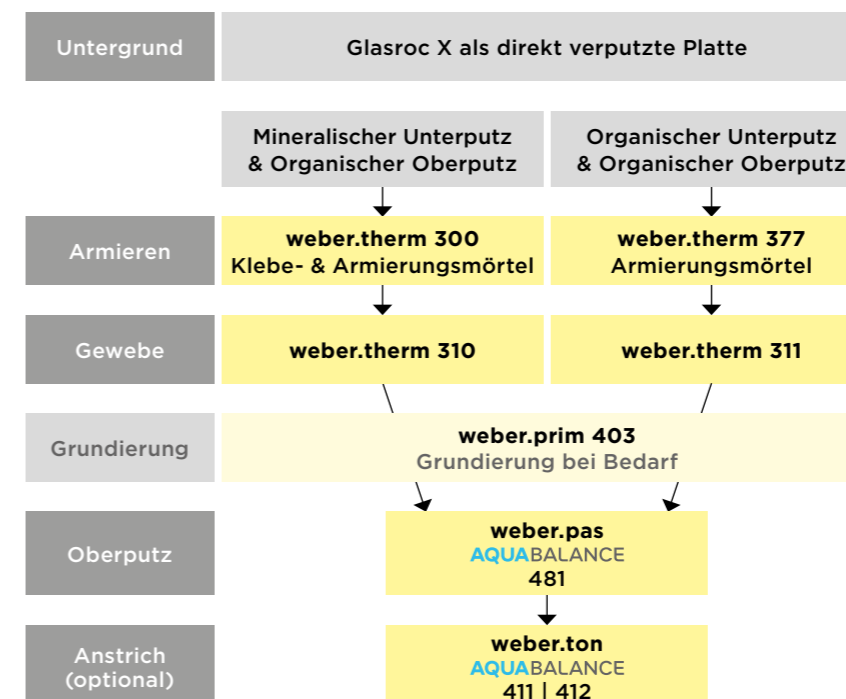 Untergrund
Glasroc X als direkt verputzte Platte
Mineralischer Unterputz
& Organischer Oberputz
Organischer Unterputz
& Organischer Oberputz
Armieren
weber.therm 300
Klebe- & Armierungsmörtel
weber.therm 377
Armierungsmörtel
Gewebe
weber.therm 310
weber.therm 311
Grundierung
weber.prim 403
Grundierung bei Bedarf
Oberputz
weber.pas
AQUABALANCE
481
Anstrich
(optional)
weber.ton
AQUABALANCE
411 | 412